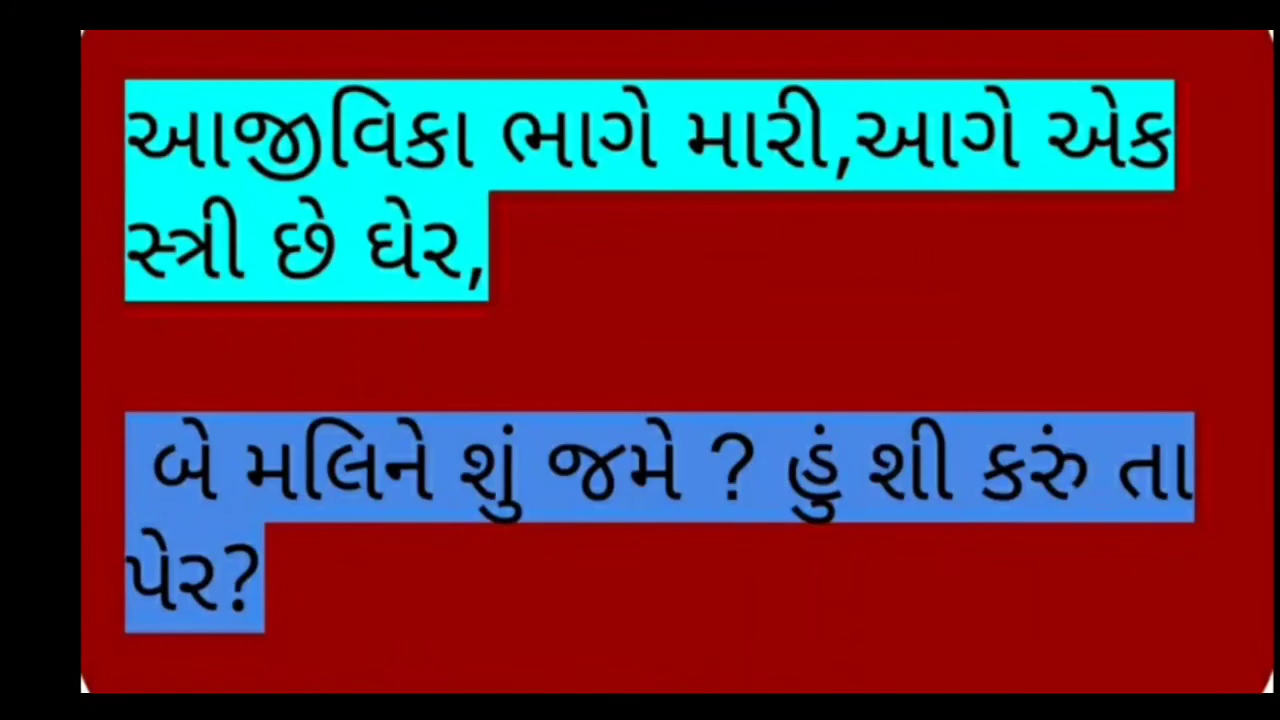 આજીવિકા ભાગે મારી,આગે એક
સ્ત્રી છે ઘેર,
બે મલિને શું જમે ? હું શી કરું તા
પેર?